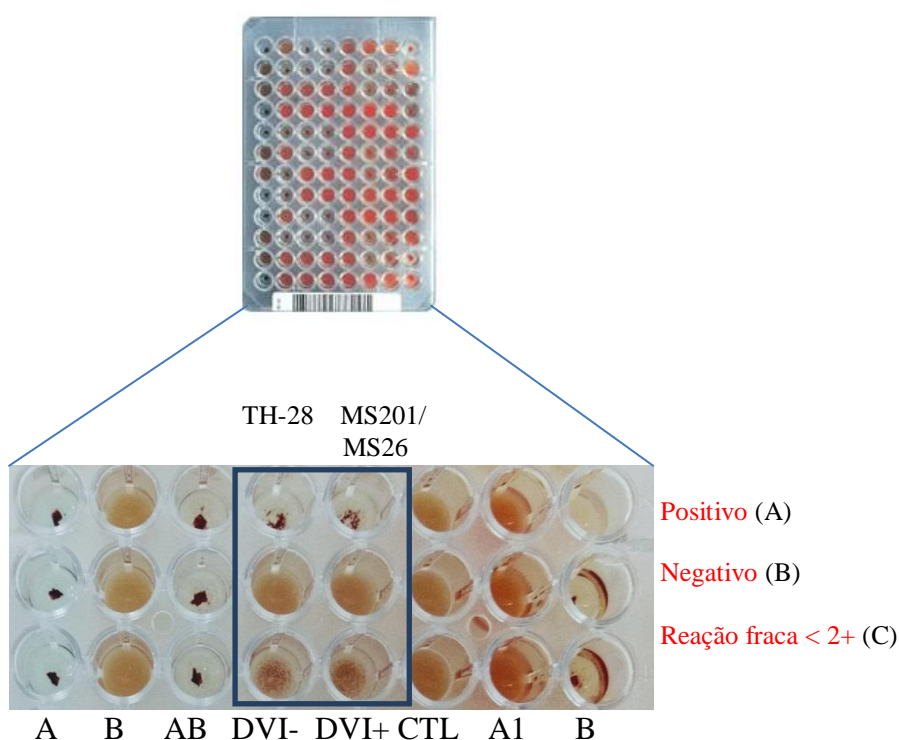 TH-28 MS201/
MS26
Positivo (A)
Negativo (B)
Reação fraca < 2+ (C)
A B AB DVI- DVI+ CTL A1 B